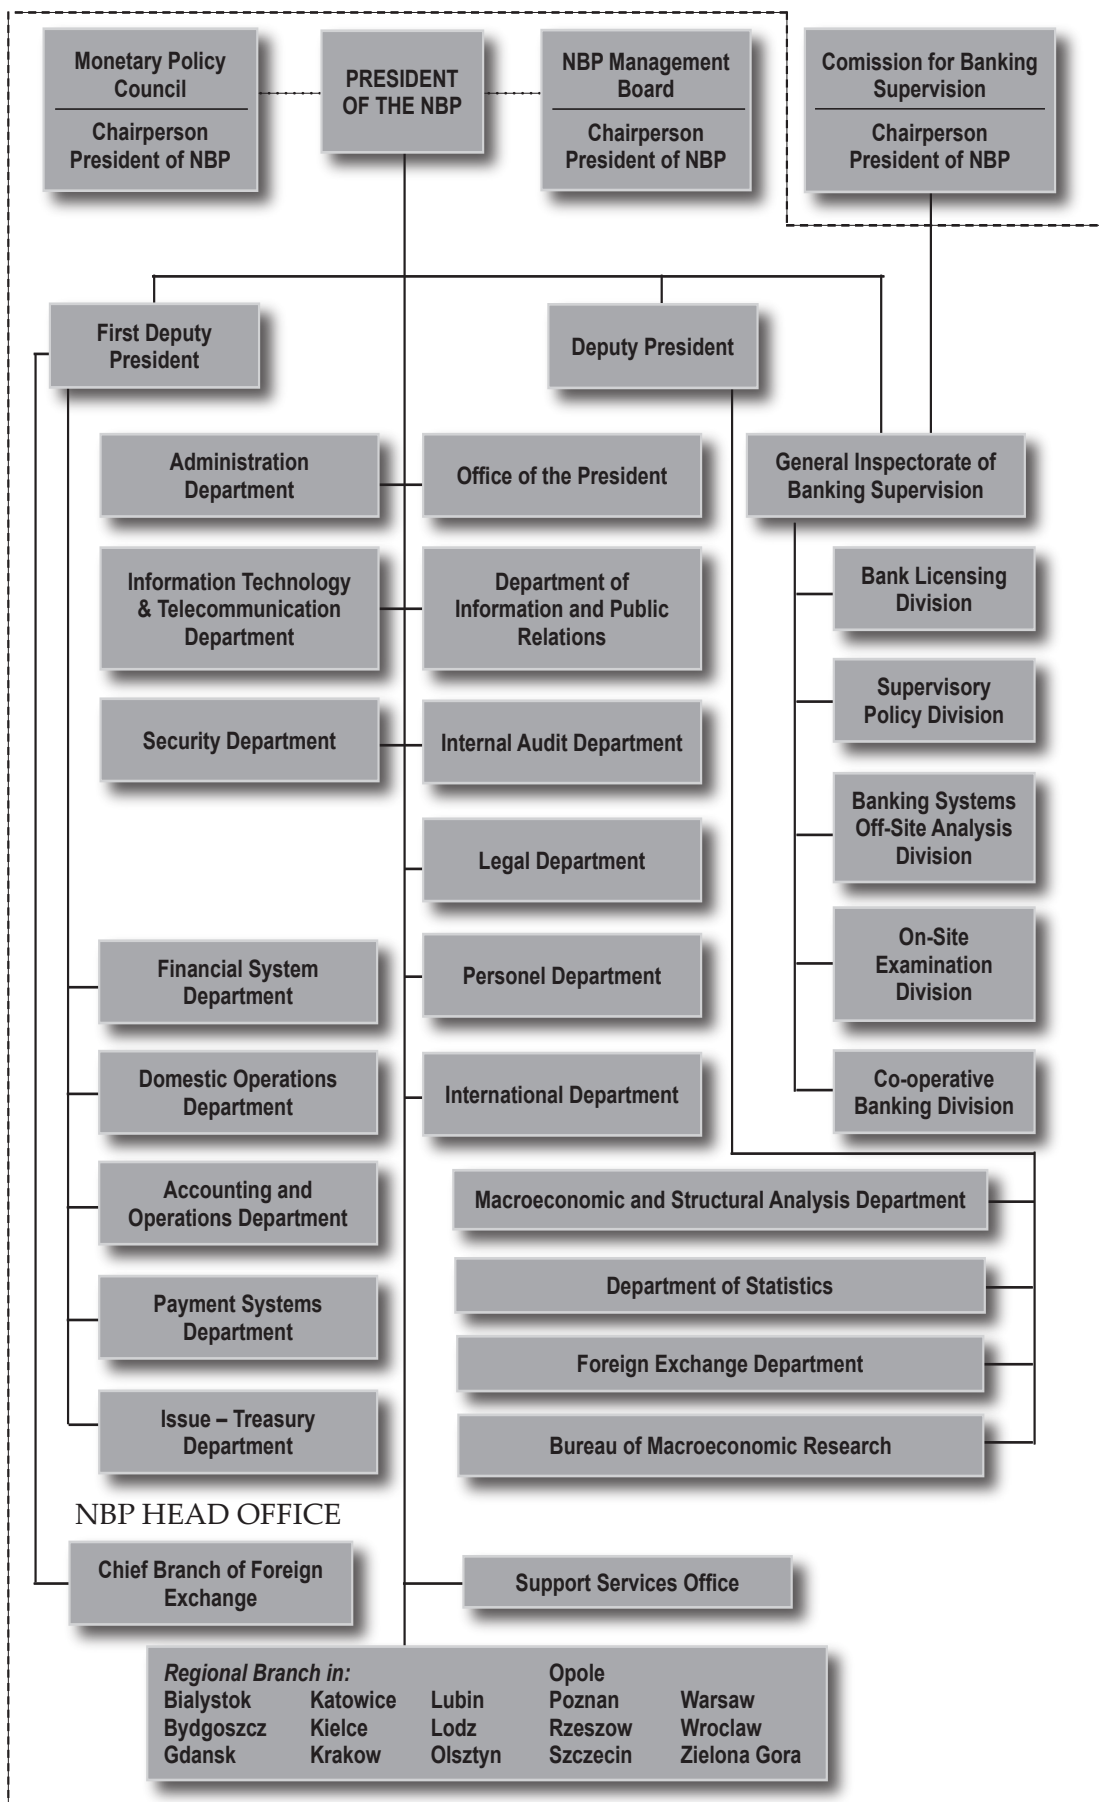 Monetary Policy
Council
Chairperson
President of NBP
PRESIDENT
OF THE NBP
NBP Management
Board
Chairperson
President of NBP
Comission for Banking
Supervision
Chairperson
President of NBP
First Deputy
President
Deputy President
Administration
Department
Office of the President
General Inspectorate of
Banking Supervision
Information Technology
& Telecommunication
Department
Department of
Information and Public
Relations
Bank Licensing
Division
Security Department
Internal Audit Department
Supervisory
Policy Division
Legal Department
Banking Systems
Off-Site Analysis
Division
Financial System
Department
Personel Department
On-Site
Examination
Division
Domestic Operations
Department
International Department
Co-operative
Banking Division
Accounting and
Operations Department
Macroeconomic and Structural Analysis Department
Payment Systems
Department
Department of Statistics
Foreign Exchange Department
Issue – Treasury
Department
Bureau of Macroeconomic Research
NBP HEAD OFFICE
Chief Branch of Foreign
Exchange
Support Services Office
Regional Branch in: Opole
Bialystok Katowice Lubin Poznan Warsaw
Bydgoszcz Kielce Lodz Rzeszow Wroclaw
Gdansk Krakow Olsztyn Szczecin Zielona Gora